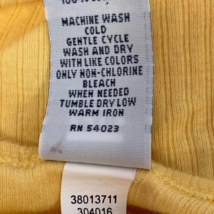 MACHINE WASH
COLD
GENTLE CYCLE
WASH AND DRY
WITH LIKE COLORS
ONLY NON-CHLORINE
BLEACH
WHEN NEEDED
TUMBLE DRY LOW
WARM IRON
RN 54023
38013711
304016